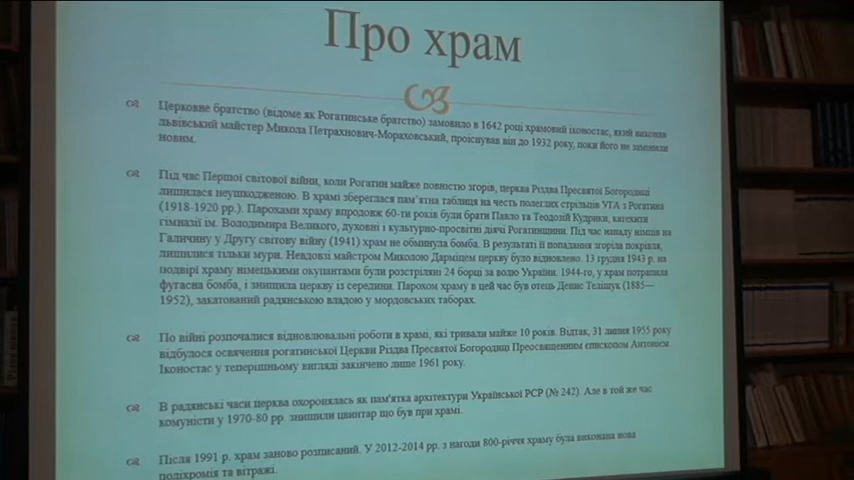 Про храм
Церковне братство (відоме як Рогатинське братство) замовило в 1642 році храмовий іконостас, який виконав
львівський майстер Микола Петрахнович-Мораховський, проіснував він до 1932 року, поки його не замінили
новим.
Під час Першої світової війни, коли Рогатин майже повністю згорів, церква Різдва Пресвятої Богородиці
лишилася неушкодженою. В храмі збереглася пам'ятна таблиця на честь полеглих стрільців УГА з Рогатина
(1918-1920 рр.). Парохами храму впродовж 60-ти років були брати Павло та Теодозій Кудрики, катехити
гімназії ім. Володимира Великого, духовні і культурно-просвітні діячі Рогатинщини. Під час нападу німців на
Галичину у Другу світову війну (1941) храм не обминула бомба. В результаті її попадання згоріла покрівля,
лишилися тільки мури. Невдовзі майстром Миколою Дармицем церкву було відновлено. 13 грудня 1943 р. на
подвірї храму німецькими окупантами були розстріляні 24 борці за волю України. 1944-го, у храм потрапила
фугасна бомба, і знищила церкву із середини. Парохом храму в цей час був отець Денис Теліщук (1885—
1952), закатований радянською владою у мордовських таборах.
По війні розпочалися відновлювальні роботи в храмі, які тривали майже 10 років. Відтак, 31 липня 1955 року
відбулося освячення рогатинської Церкви Різдва Пресвятої Богородиці Преосвященним єпископом Антонієм.
Іконостас у теперішньому вигляді закінчено лише 1961 року.
В радянські часи церква охоронялась як пам'ятка архітектури Української РСР (№ 242). Але в той же час
комуністи у 1970-80 рр. знищили цвинтар що був при храмі.
Після 1991 р. храм заново розписаний. У 2012-2014 рр. з нагоди 800-річчя храму була виконана нова
поліхромія та вітражі.